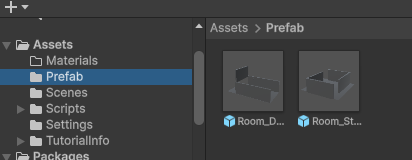 Assets
Materials
Prefab
Scenes
Scripts
Settings
TutorialInfo
Packages
Assets > Prefab
Room_D...
Room_St...